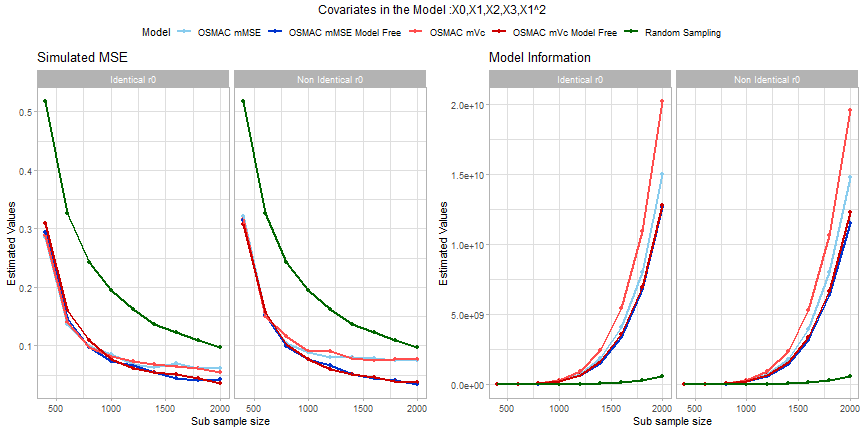 Covariates in the Model :X0,X1,X2,X3,X1^2
Model OSMAC mMSE OSMAC mMSE Model Free OSMAC mVc OSMAC mVc Model Free Random Sampling
Simulated MSE
Identical r0
Non Identical r0
Estimated Values
0.5
0.4
0.3
0.2
0.1
500 1000 1500 2000
500 1000 1500 2000
Sub sample size
Model Information
Identical r0
Non Identical r0
Estimated Values
2.0e+10
1.5e+10
1.0e+10
5.0e+09
0.0e+00
500 1000 1500 2000
500 1000 1500 2000
Sub sample size